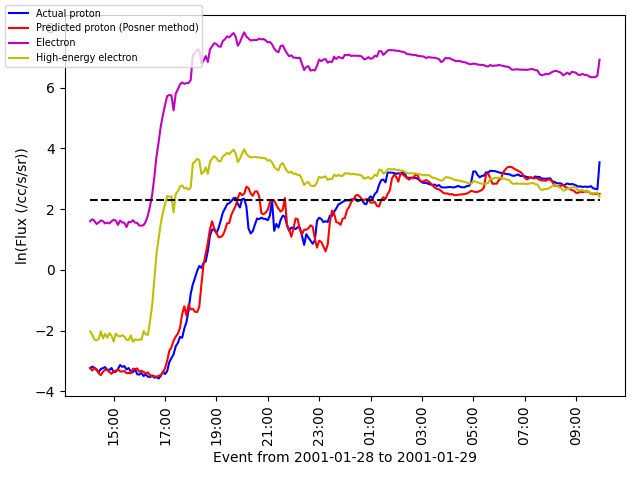 Actual proton
Predicted proton (Posner method)
Electron
High-energy electron
6
4
2
0
−2
−4
ln(Flux (/cc/s/sr))
15:00
17:00
19:00
21:00
23:00
01:00
03:00
05:00
07:00
09:00
Event from 2001-01-28 to 2001-01-29